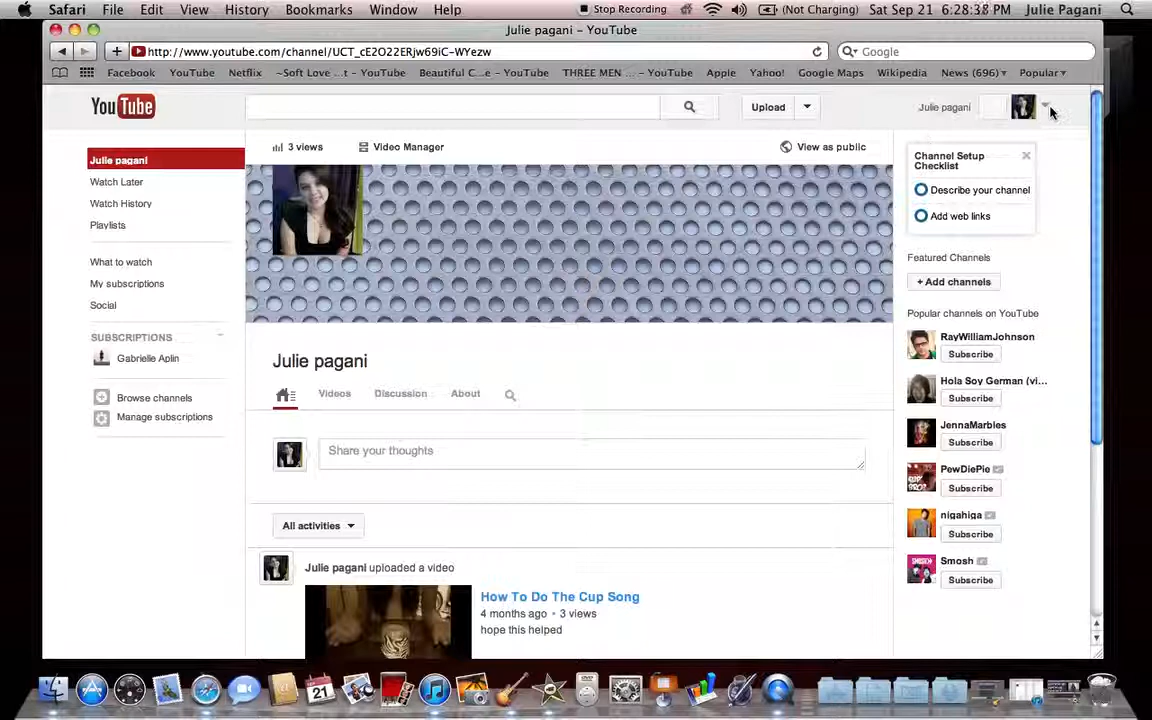 Safari File Edit View History Bookmarks Window Help Stop Recording (Not Charging) Sat Sep 21 6:28:33 PM Julie Pagani
Julie pagani – YouTube
http://www.youtube.com/channel/UCT_cE2O22ERjw69iC-WYezw
Google
Facebook YouTube Netflix ~Soft Love ...t - YouTube Beautiful C...e - YouTube THREE MEN ... - YouTube Apple Yahoo! Google Maps Wikipedia News (696) Popular
YouTube
Upload
Julie pagani
Julie pagani
Watch Later
Watch History
Playlists
What to watch
My subscriptions
Social
SUBSCRIPTIONS
Gabrielle Aplin
Browse channels
Manage subscriptions
3 views Video Manager View as public
Julie pagani
Videos Discussion About
Share your thoughts
All activities
Julie pagani uploaded a video
How To Do The Cup Song
4 months ago • 3 views
hope this helped
Channel Setup
Checklist
Describe your channel
Add web links
Featured Channels
+ Add channels
Popular channels on YouTube
RayWilliamJohnson
Subscribe
Hola Soy German (vi...
Subscribe
JennaMarbles
Subscribe
PewDiePie
Subscribe
nigahiga
Subscribe
Smosh
Subscribe
21